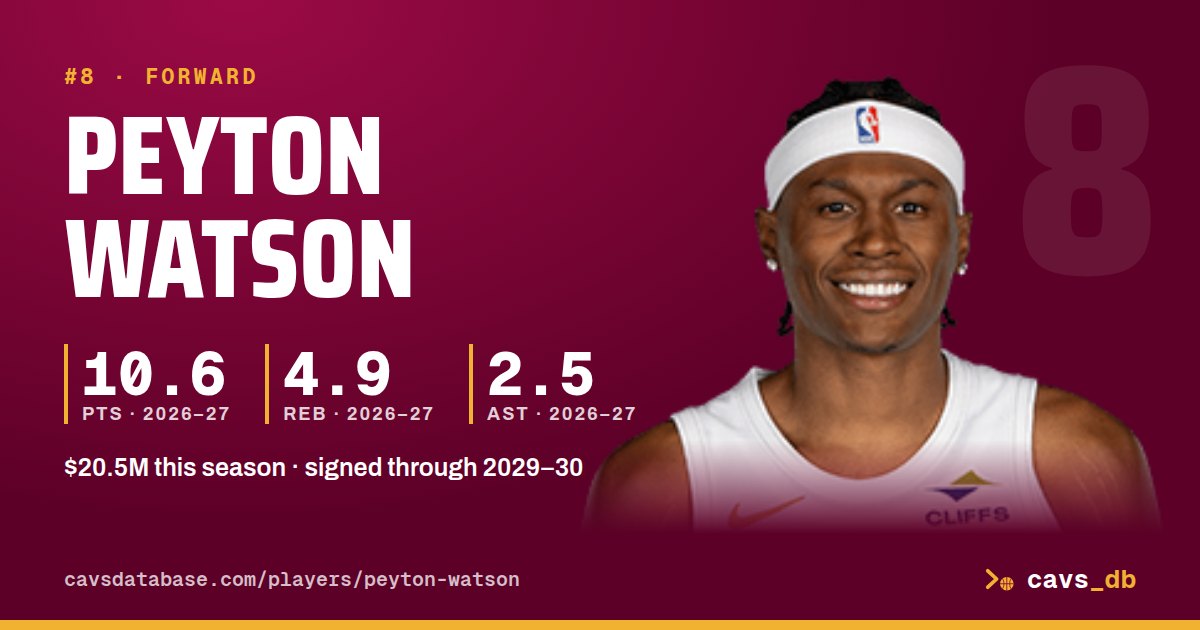 #8 · FORWARD
8
PEYTON
WATSON
10.6
PTS · 2026–27
4.9
REB · 2026–27
2.5
AST · 2026–27
$20.5M this season · signed through 2029–30
CLIFFS
cavsdatabase.com/players/peyton-watson
cavs_db